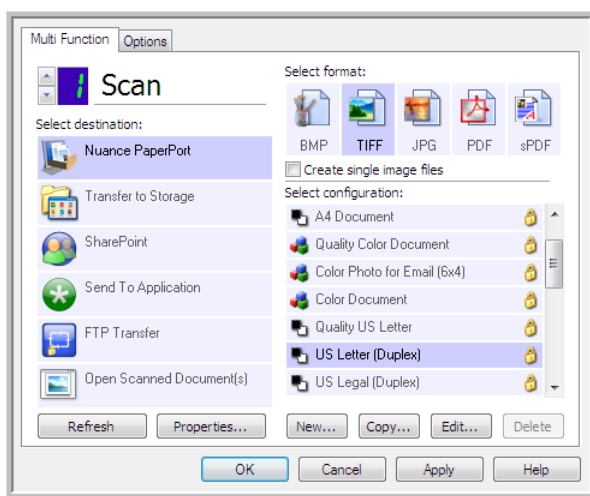 Multi Function Options
1 Scan
Select destination:
Nuance PaperPort
Transfer to Storage
SharePoint
Send To Application
FTP Transfer
Open Scanned Document(s)
Refresh Properties...
Select format:
BMP TIFF JPG PDF sPDF
Create single image files
Select configuration:
A4 Document
Quality Color Document
Color Photo for Email (6x4)
Color Document
Quality US Letter
US Letter (Duplex)
US Legal (Duplex)
New... Copy... Edit... Delete
OK Cancel Apply Help